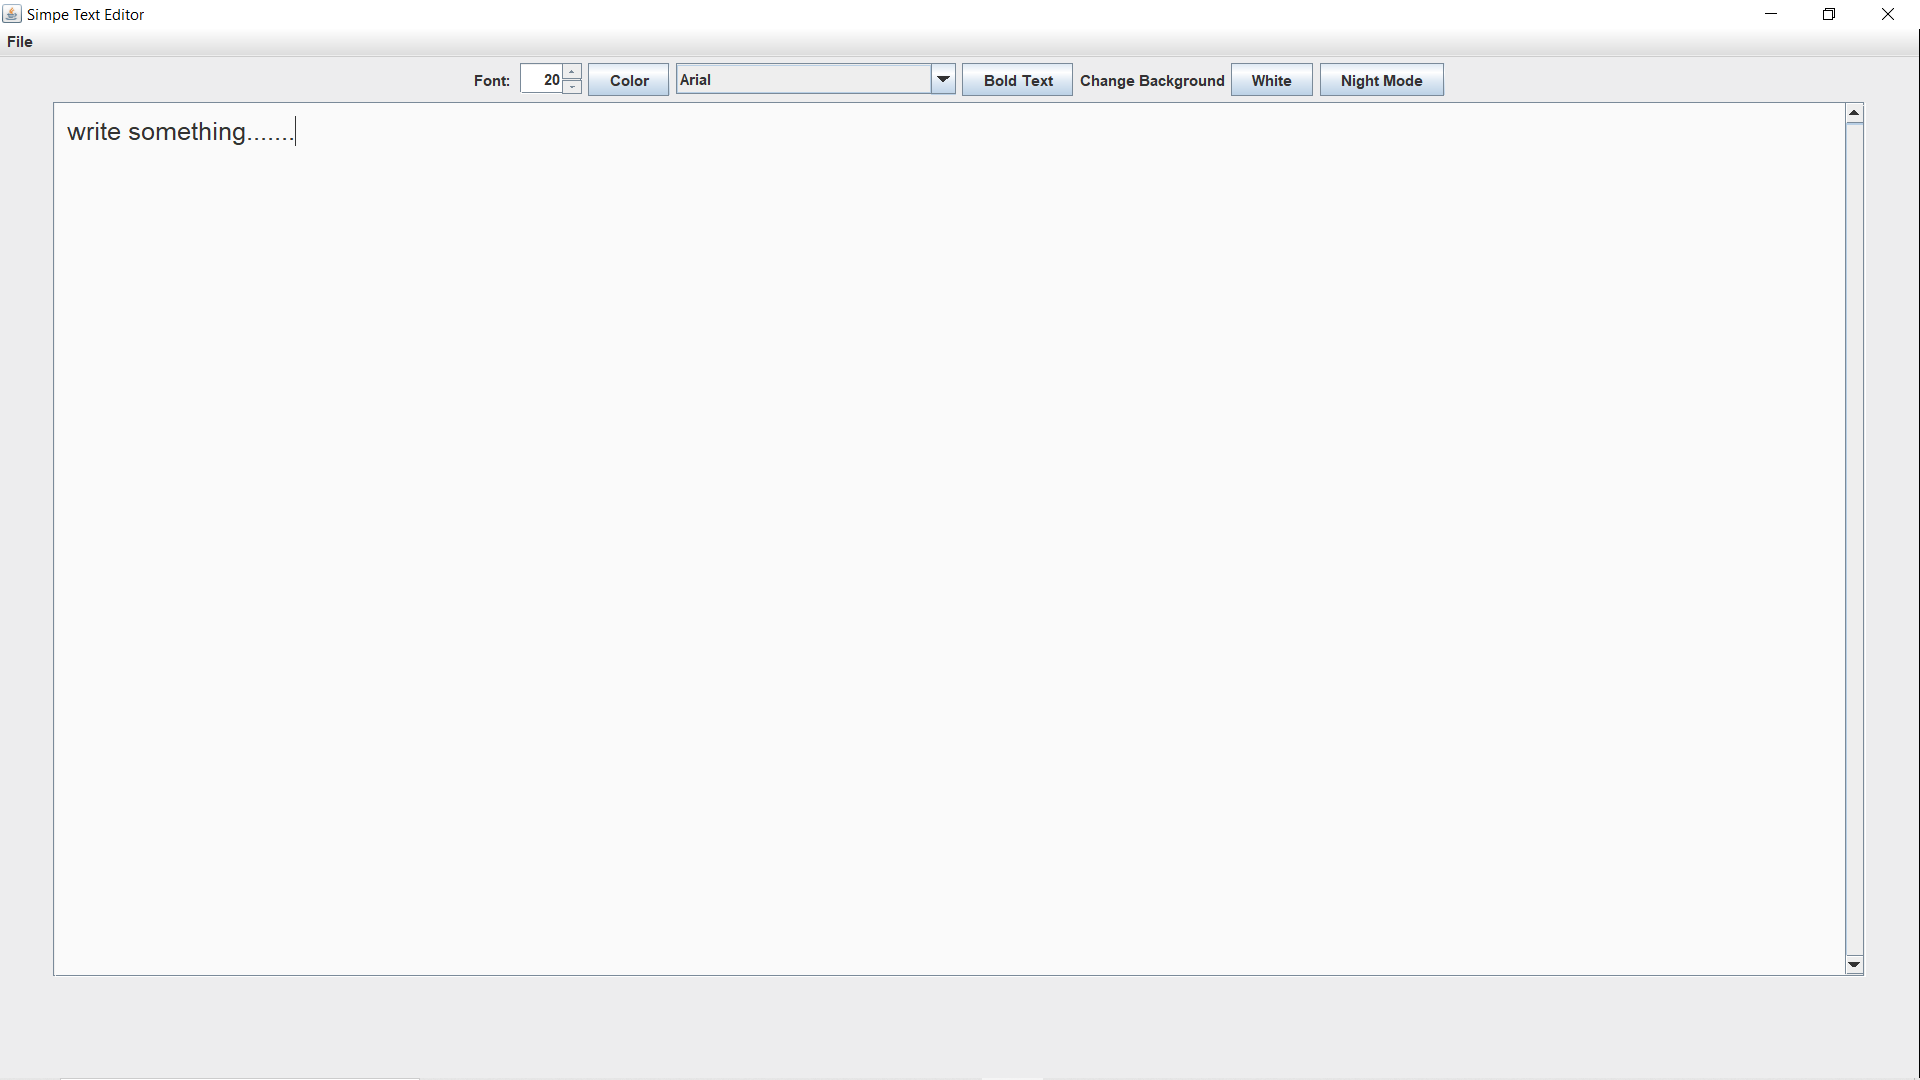 Simpe Text Editor
File
Font: 20 Color Arial Bold Text Change Background White Night Mode
write something.......